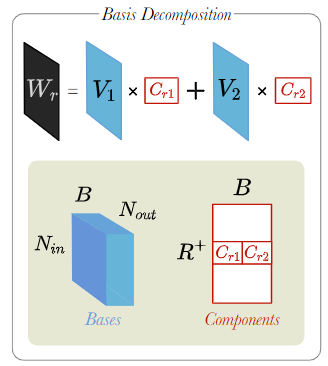 Basis Decomposition
W_r = V_1 × C_{r1} + V_2 × C_{r2}
B
N_{out}
N_{in}
Bases
B
R^+
C_{r1} C_{r2}
Components